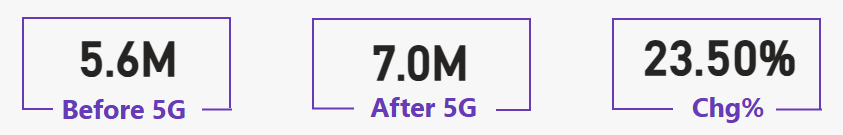 5.6M
Before 5G
7.0M
After 5G
23.50%
Chg%